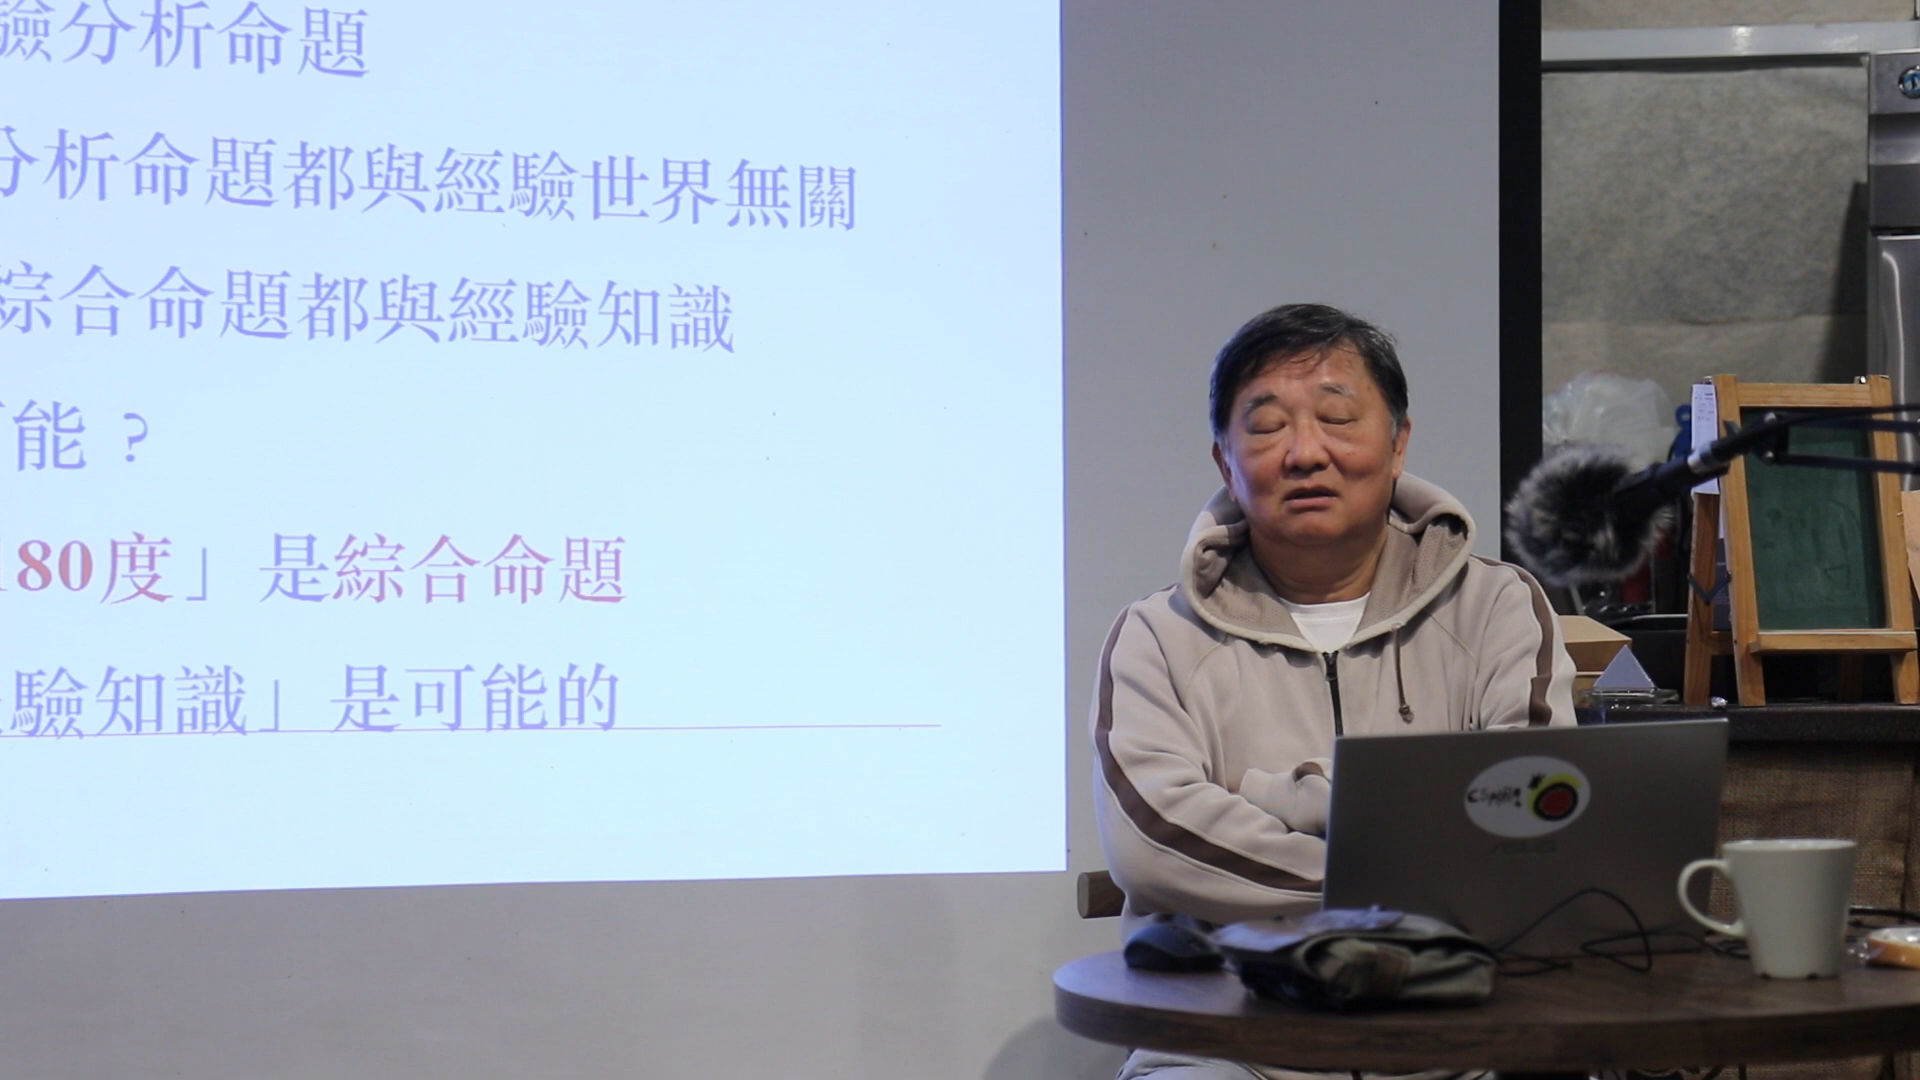 驗分析命題
分析命題都與經驗世界無關
綜合命題都與經驗知識
可能？
180度」是綜合命題
經驗知識」是可能的